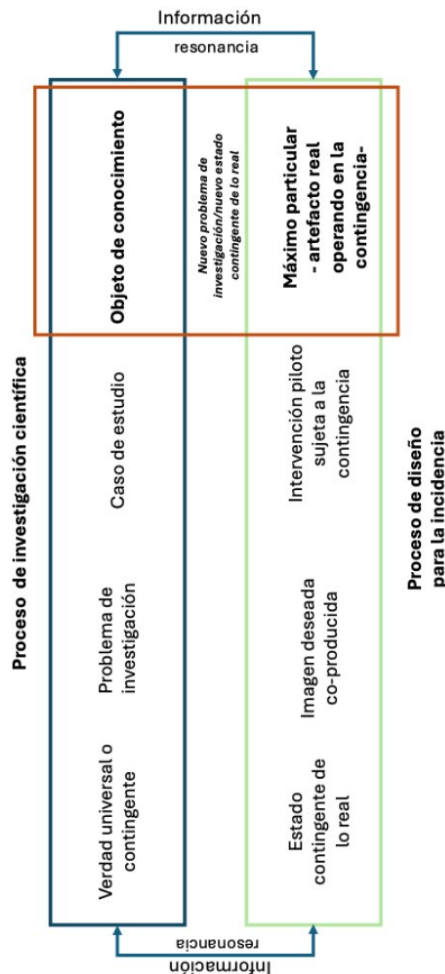 Información
resonancia
Proceso de investigación científica
Verdad universal o
contingente
Problema de
investigación
Caso de estudio
Objeto de conocimiento
Nuevo problema de
investigación/nuevo estado
contingente de lo real
Estado
contingente de
lo real
Imagen deseada
co-producida
Intervención piloto
sujeta a la
contingencia
Máximo particular
- artefacto real
operando en la
contingencia-
Proceso de diseño
para la incidencia
resonancia
Información